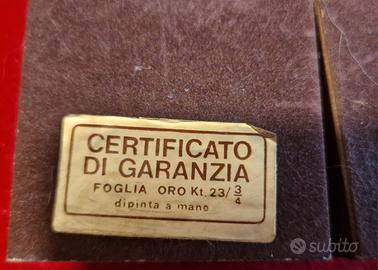 CERTIFICATO
DI GARANZIA
FOGLIA ORO Kt. 23/ 3/4
dipinta a mano
subito